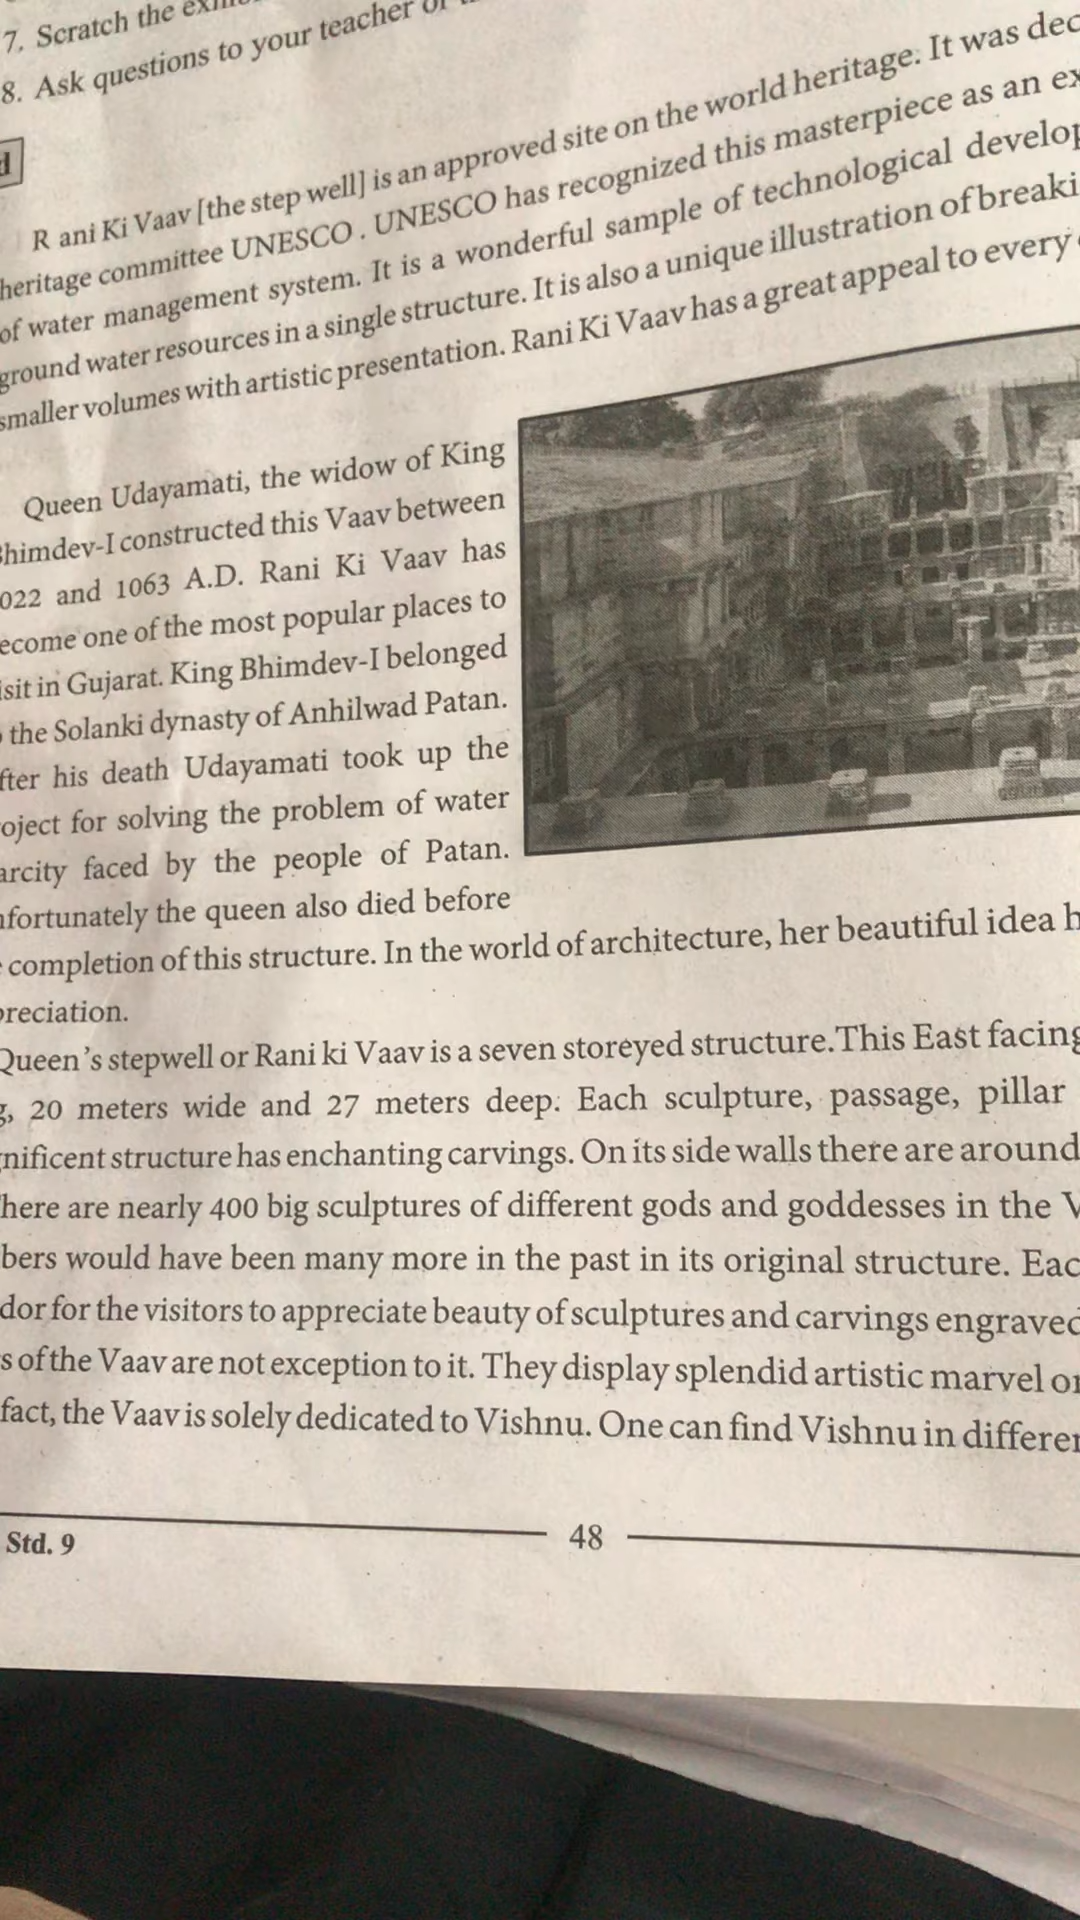 7. Scratch the
8. Ask questions to your teacher or
R ani Ki Vaav [the step well] is an approved site on the world heritage. It was dec
heritage committee UNESCO . UNESCO has recognized this masterpiece as an ex
of water management system. It is a wonderful sample of technological develop
ground water resources in a single structure. It is also a unique illustration of breaki
smaller volumes with artistic presentation. Rani Ki Vaav has a great appeal to every
Queen Udayamati, the widow of King
Bhimdev-I constructed this Vaav between
022 and 1063 A.D. Rani Ki Vaav has
ecome one of the most popular places to
isit in Gujarat. King Bhimdev-I belonged
the Solanki dynasty of Anhilwad Patan.
fter his death Udayamati took up the
oject for solving the problem of water
arcity faced by the people of Patan.
nfortunately the queen also died before
completion of this structure. In the world of architecture, her beautiful idea h
preciation.
Queen's stepwell or Rani ki Vaav is a seven storeyed structure.This East facing
g, 20 meters wide and 27 meters deep. Each sculpture, passage, pillar
gnificent structure has enchanting carvings. On its side walls there are around
here are nearly 400 big sculptures of different gods and goddesses in the V
bers would have been many more in the past in its original structure. Eac
dor for the visitors to appreciate beauty of sculptures and carvings engraved
s of the Vaav are not exception to it. They display splendid artistic marvel or
fact, the Vaav is solely dedicated to Vishnu. One can find Vishnu in differen
Std. 9
48